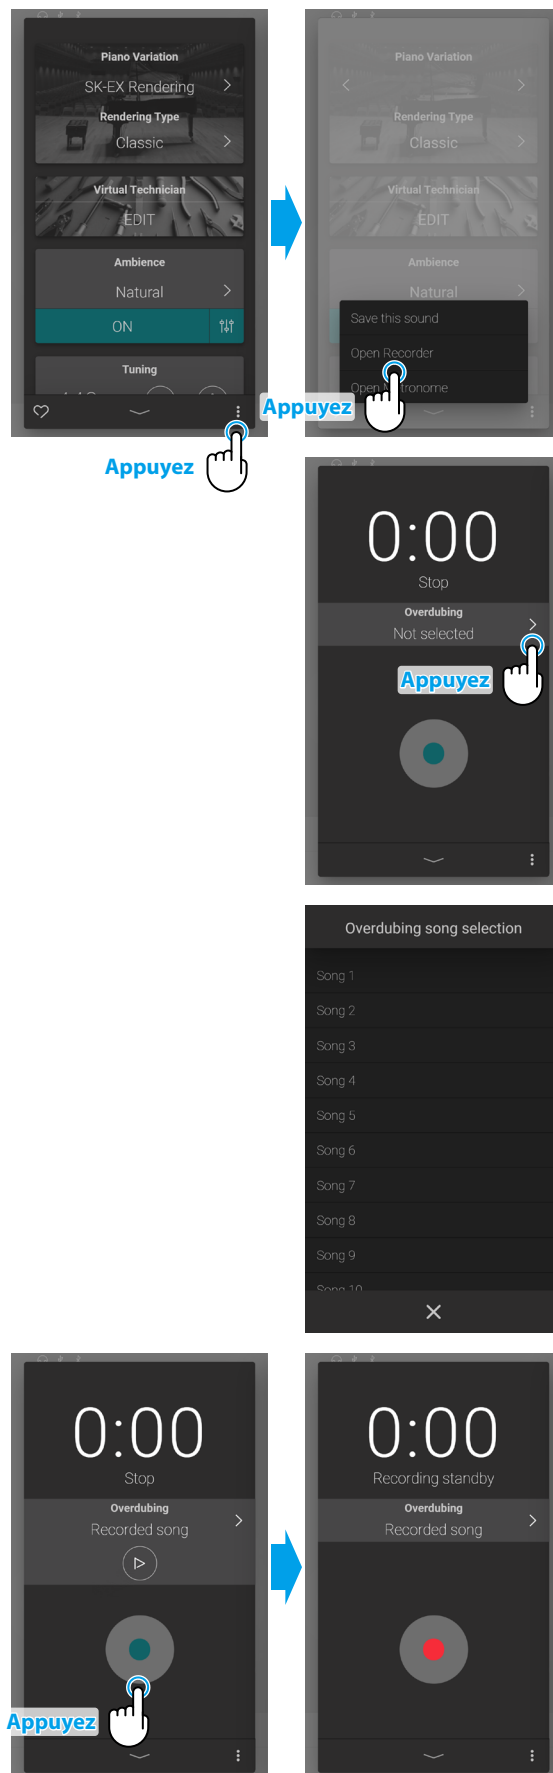 Piano Variation
SK-EX Rendering
Rendering Type
Classic
Virtual Technician
EDIT
Ambience
Natural
ON
Tuning
Appuyez
Piano Variation
Rendering Type
Classic
Virtual Technician
EDIT
Ambience
Natural
Save this sound
Open Recorder
Open Metronome
Appuyez
0:00
Stop
Overdubing
Not selected
Appuyez
Overdubing song selection
Song 1
Song 2
Song 3
Song 4
Song 5
Song 6
Song 7
Song 8
Song 9
Song 10
0:00
Stop
Overdubing
Recorded song
Appuyez
0:00
Recording standby
Overdubing
Recorded song